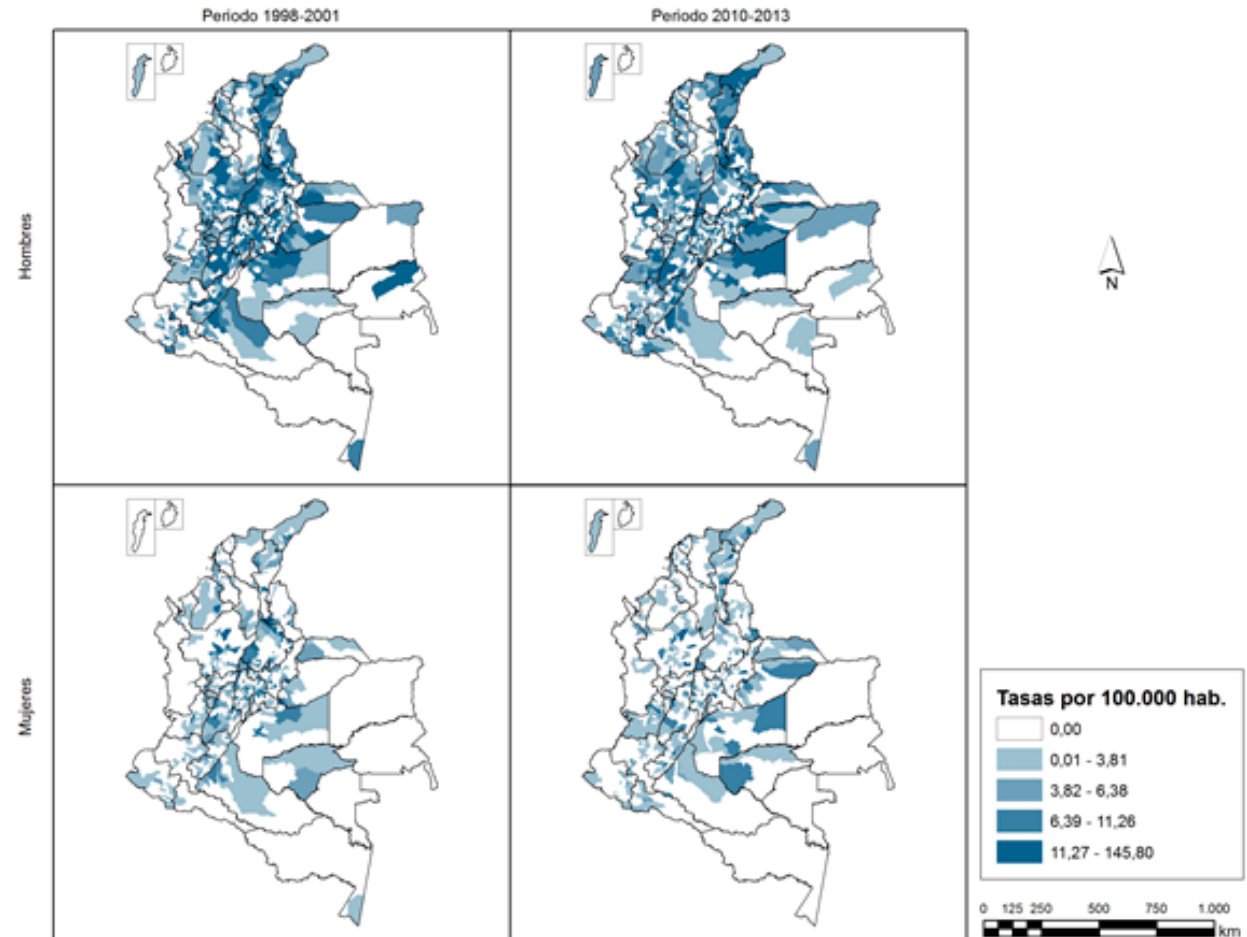 Periodo 1998-2001
Periodo 2010-2013
Hombres
N
Mujeres
Tasas por 100.000 hab.
0,00
0,01 - 3,81
3,82 - 6,38
6,39 - 11,26
11,27 - 145,80
0 125 250 500 750 1.000
km